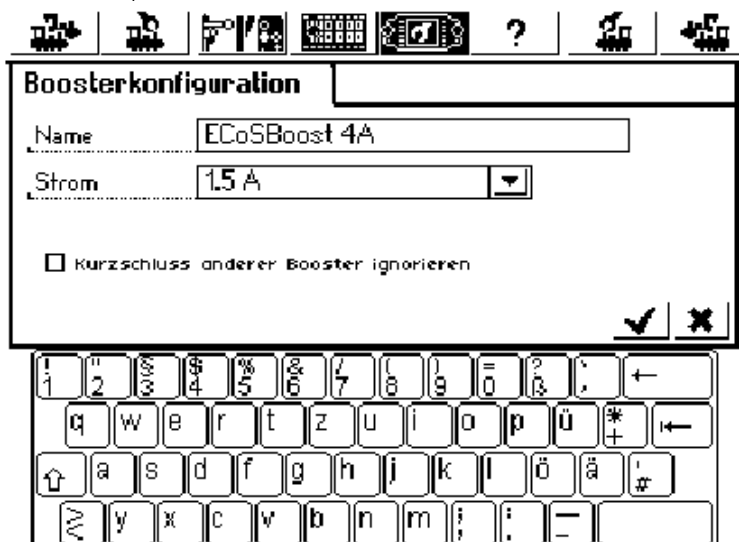 ?
Boosterkonfiguration
Name ECoSBoost 4A
Strom 1.5 A
Kurzschluss anderer Booster ignorieren
! " § $ % & / ( ) = ? `
1 2 3 4 5 6 7 8 9 0 ß ´
q w e r t z u i o p ü * +
a s d f g h j k l ö ä ' #
> < y x c v b n m ; , : . _ -